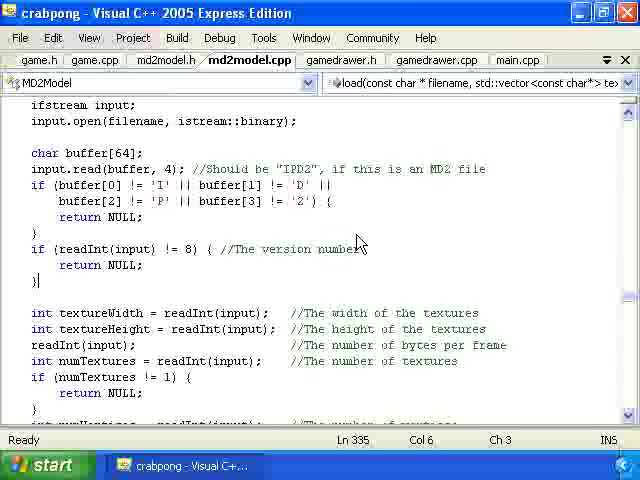 crabpong - Visual C++ 2005 Express Edition
File Edit View Project Build Debug Tools Window Community Help
game.h game.cpp md2model.h md2model.cpp gamedrawer.h gamedrawer.cpp main.cpp
MD2Model load(const char * filename, std::vector<const char*> tex
ifstream input;
input.open(filename, istream::binary);
char buffer[64];
input.read(buffer, 4); //Should be "IPD2", if this is an MD2 file
if (buffer[0] != 'I' || buffer[1] != 'D' ||
buffer[2] != 'P' || buffer[3] != '2') {
return NULL;
}
if (readInt(input) != 8) { //The version number
return NULL;
}
int textureWidth = readInt(input); //The width of the textures
int textureHeight = readInt(input); //The height of the textures
readInt(input); //The number of bytes per frame
int numTextures = readInt(input); //The number of textures
if (numTextures != 1) {
return NULL;
}
Ready Ln 335 Col 6 Ch 3 INS
start crabpong - Visual C+...